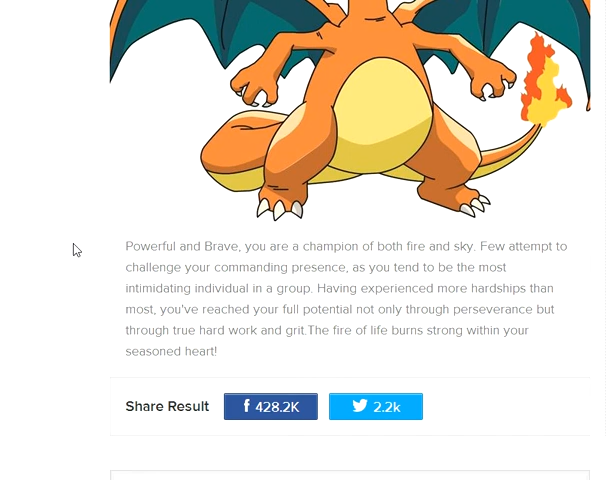 Powerful and Brave, you are a champion of both fire and sky. Few attempt to
challenge your commanding presence, as you tend to be the most
intimidating individual in a group. Having experienced more hardships than
most, you've reached your full potential not only through perseverance but
through true hard work and grit.The fire of life burns strong within your
seasoned heart!
Share Result f 428.2K 2.2k